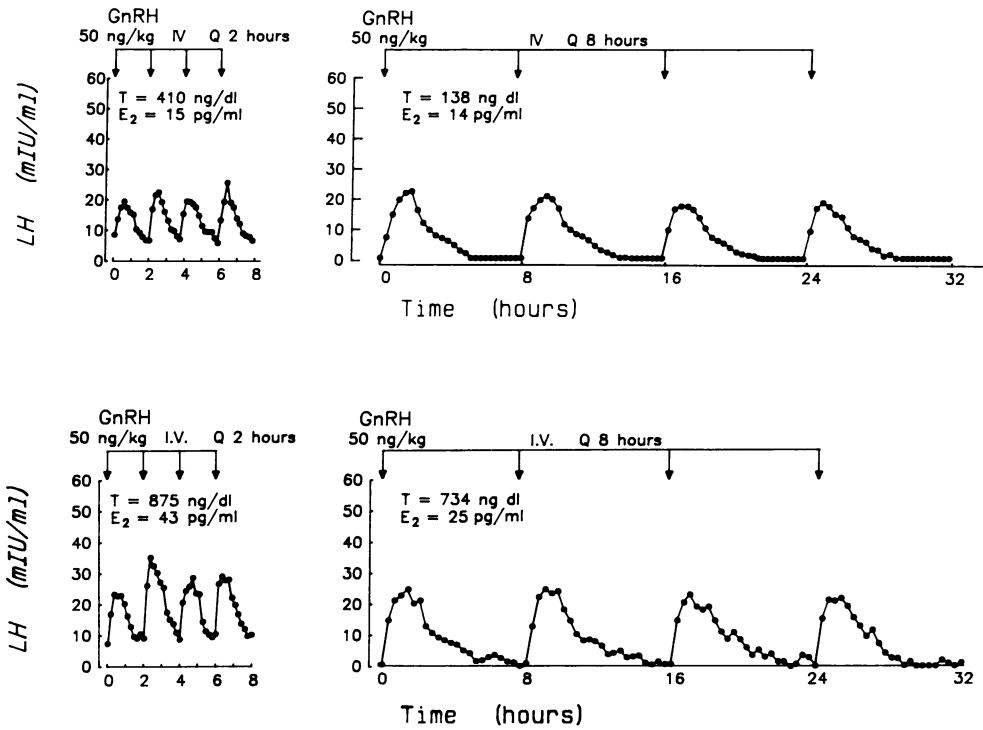 GnRH
50 ng/kg IV Q 2 hours
T = 410 ng/dl
E2 = 15 pg/ml
60
50
40
30
20
10
0
0 2 4 6 8
LH (mIU/ml)
GnRH
50 ng/kg IV Q 8 hours
T = 138 ng dl
E2 = 14 pg/ml
60
50
40
30
20
10
0
0 8 16 24 32
Time (hours)
GnRH
50 ng/kg I.V. Q 2 hours
T = 875 ng/dl
E2 = 43 pg/ml
60
50
40
30
20
10
0
0 2 4 6 8
LH (mIU/ml)
GnRH
50 ng/kg I.V. Q 8 hours
T = 734 ng dl
E2 = 25 pg/ml
60
50
40
30
20
10
0
0 8 16 24 32
Time (hours)